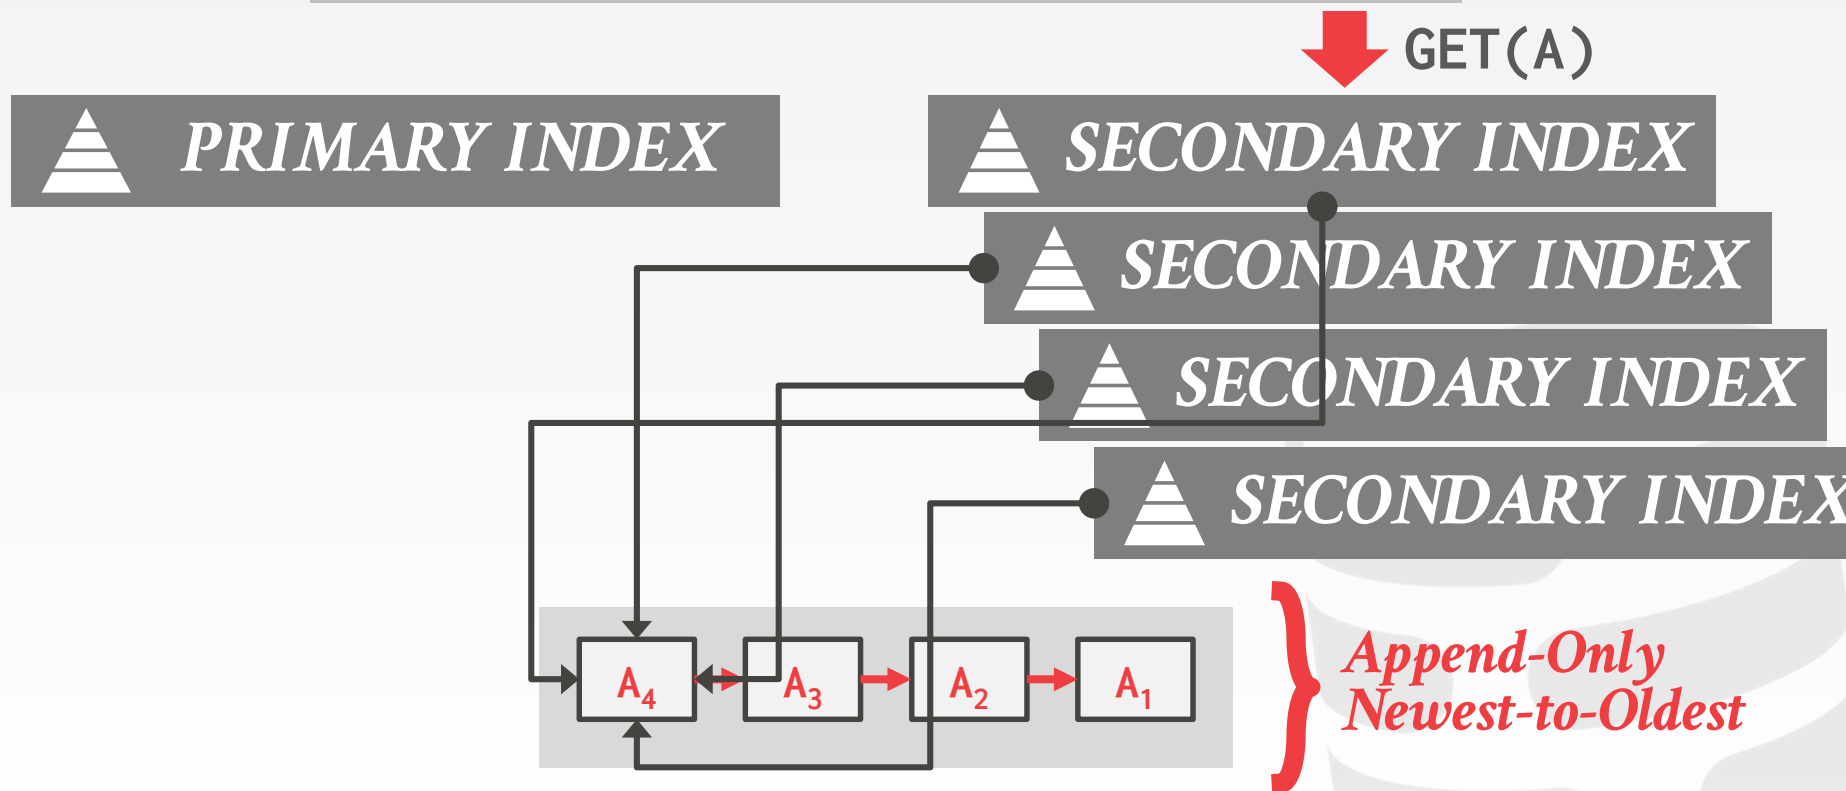 GET(A)
PRIMARY INDEX
SECONDARY INDEX
SECONDARY INDEX
SECONDARY INDEX
SECONDARY INDEX
A4
A3
A2
A1
Append-Only
Newest-to-Oldest